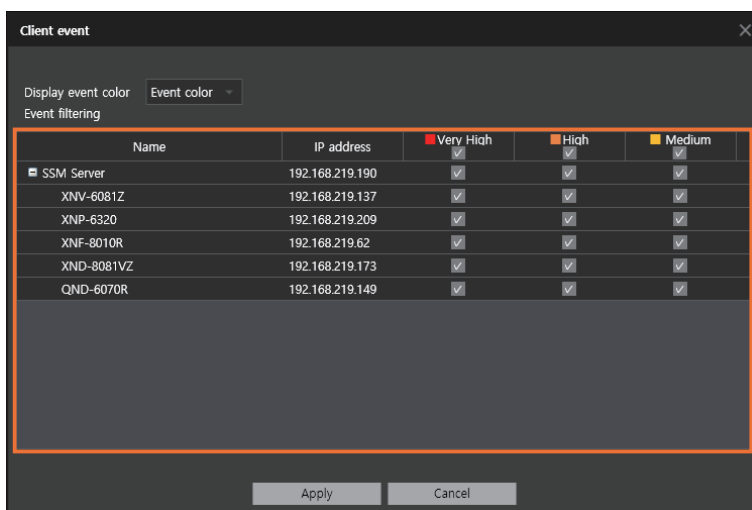 Client event
Display event color Event color
Event filtering
Name IP address Very High High Medium
SSM Server 192.168.219.190
XNV-6081Z 192.168.219.137
XNP-6320 192.168.219.209
XNF-8010R 192.168.219.62
XND-8081VZ 192.168.219.173
QND-6070R 192.168.219.149
Apply Cancel